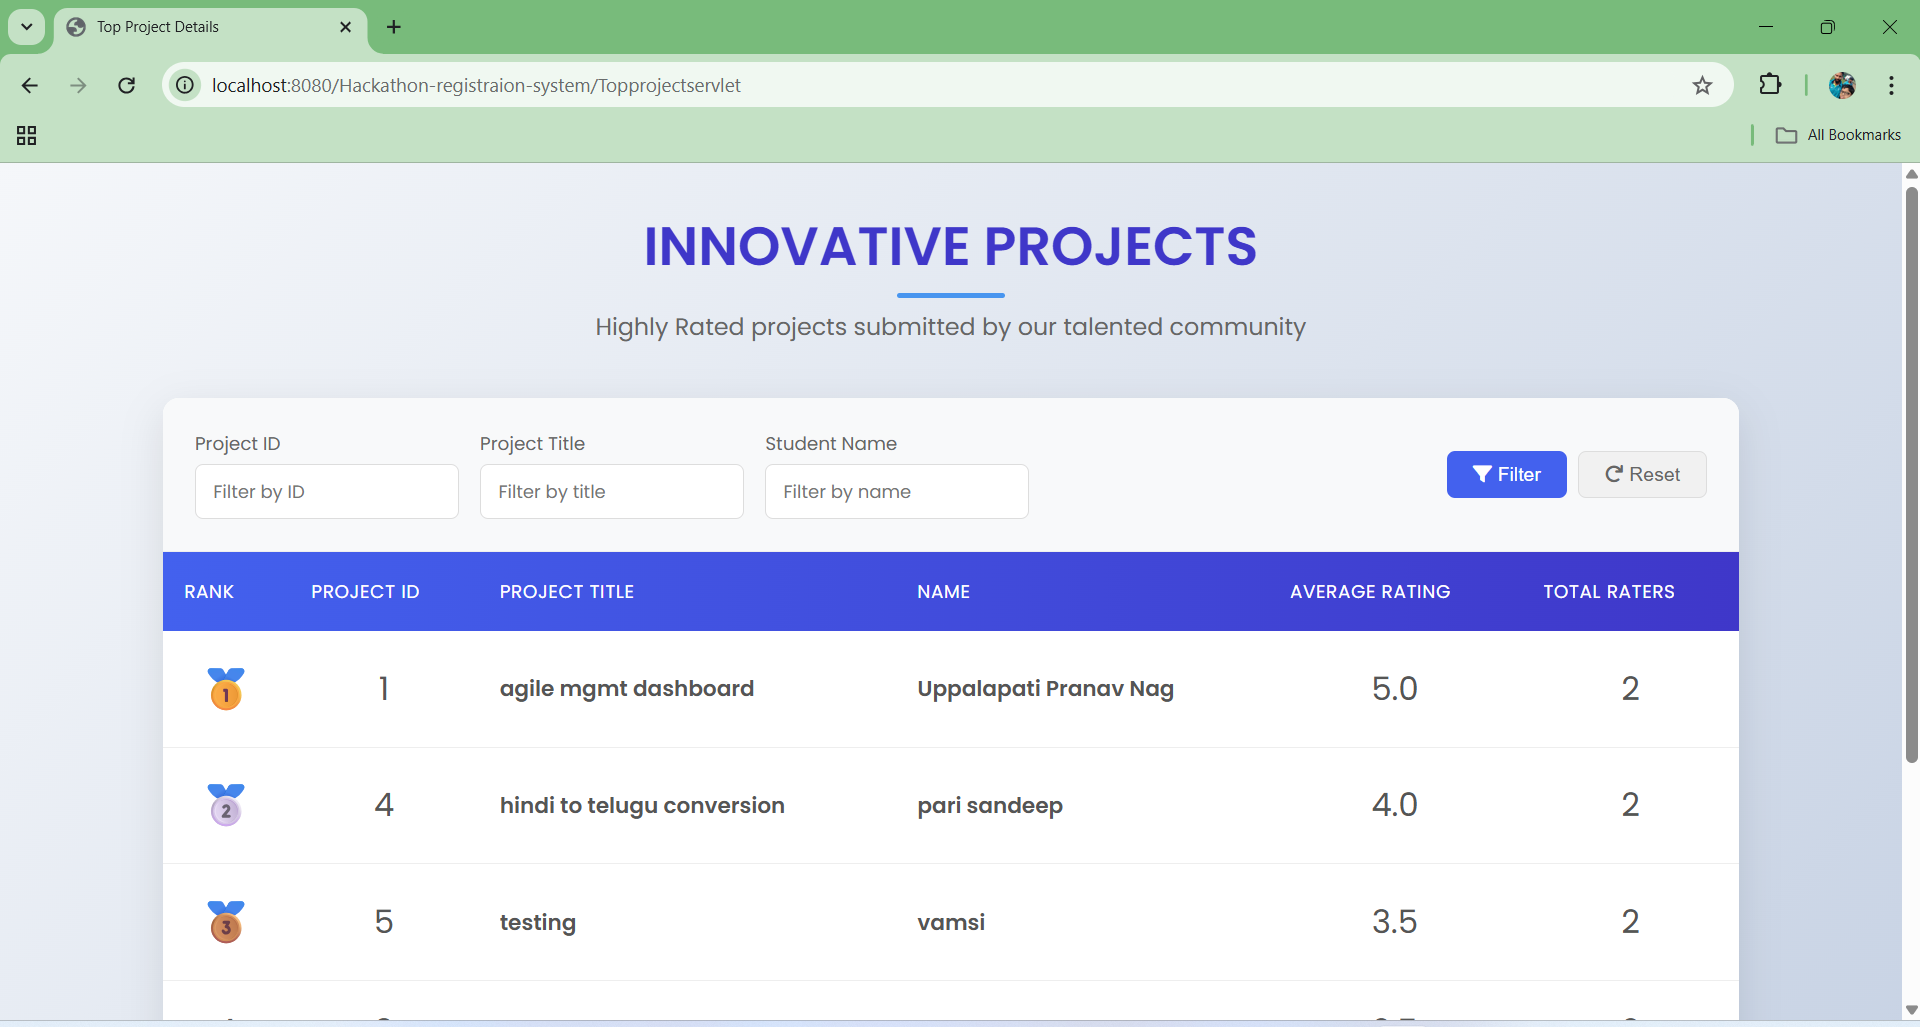 Top Project Details
localhost:8080/Hackathon-registraion-system/Topprojectservlet
All Bookmarks
INNOVATIVE PROJECTS
Highly Rated projects submitted by our talented community
Project ID Project Title Student Name
Filter by ID Filter by title Filter by name Filter Reset
RANK PROJECT ID PROJECT TITLE NAME AVERAGE RATING TOTAL RATERS
1 1 agile mgmt dashboard Uppalapati Pranav Nag 5.0 2
2 4 hindi to telugu conversion pari sandeep 4.0 2
3 5 testing vamsi 3.5 2